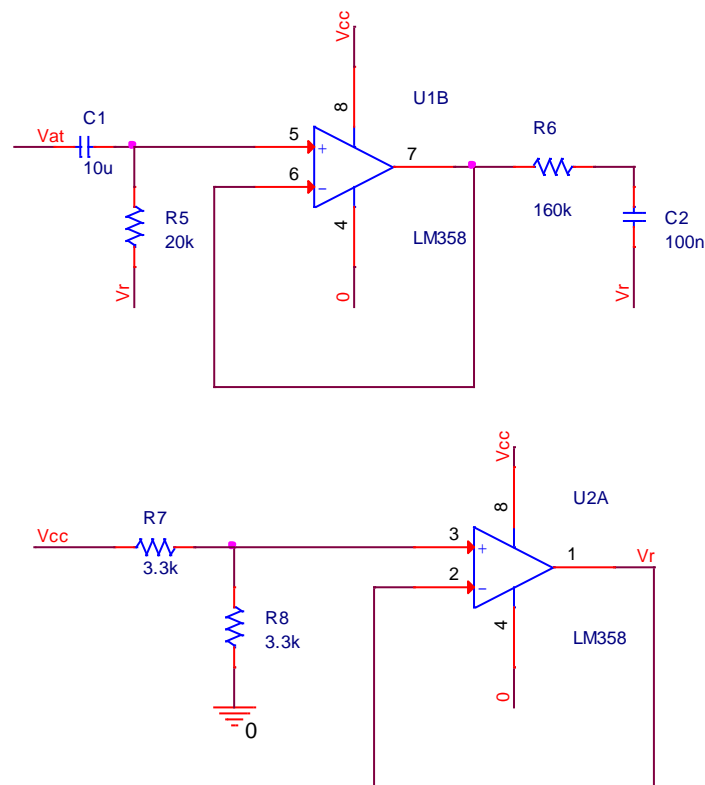 Vcc
U1B
C1
Vat
10u
8
5
+
6
−
7
4
LM358
0
R6
160k
C2
100n
R5
20k
Vr
Vr
Vcc
U2A
R7
Vcc
3.3k
8
3
+
2
−
1
Vr
4
LM358
R8
3.3k
0
0